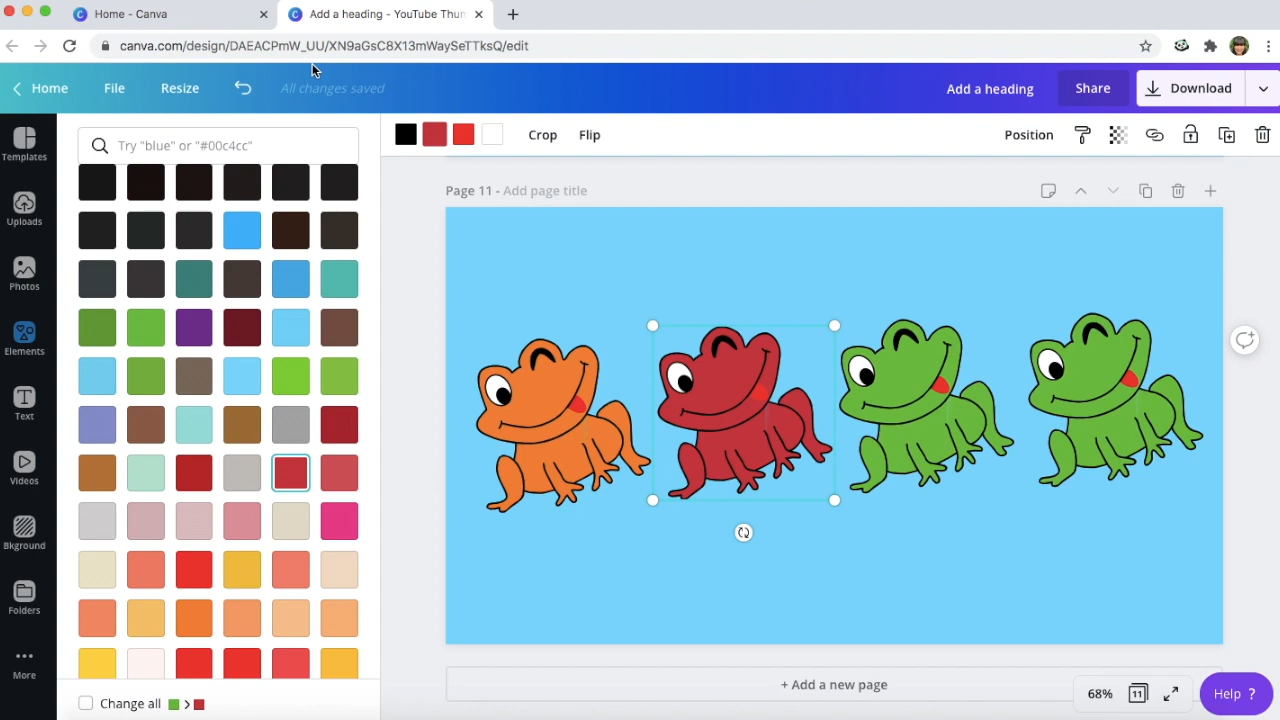 Home - Canva
Add a heading - YouTube Thun
canva.com/design/DAEACPmW_UU/XN9aGsC8X13mWaySeTTksQ/edit
Home File Resize All changes saved Add a heading Share Download
Templates
Uploads
Photos
Elements
Text
Videos
Bkground
Folders
More
Try "blue" or "#00c4cc"
Change all
Crop Flip Position
Page 11 - Add page title
+ Add a new page
68% 11 Help ?